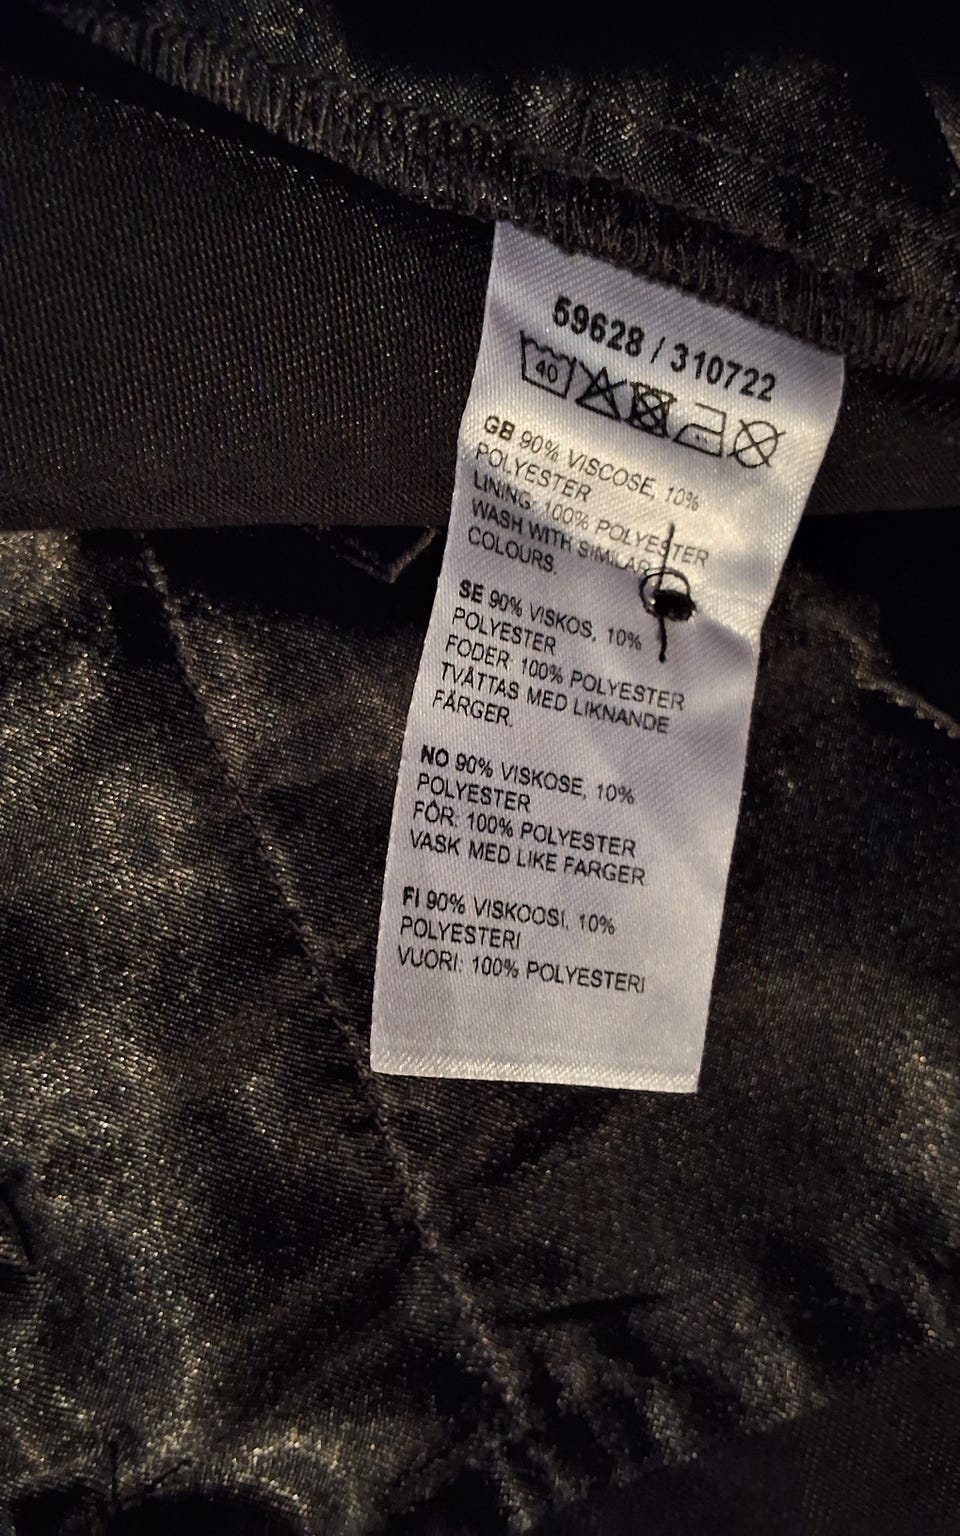 59628 / 310722
40
GB 90% VISCOSE, 10%
POLYESTER
LINING: 100% POLYESTER
WASH WITH SIMILAR
COLOURS.
SE 90% VISKOS, 10%
POLYESTER
FODER: 100% POLYESTER
TVÄTTAS MED LIKNANDE
FÄRGER.
NO 90% VISKOSE, 10%
POLYESTER
FÔR: 100% POLYESTER
VASK MED LIKE FARGER
FI 90% VISKOOSI, 10%
POLYESTERI
VUORI: 100% POLYESTERI